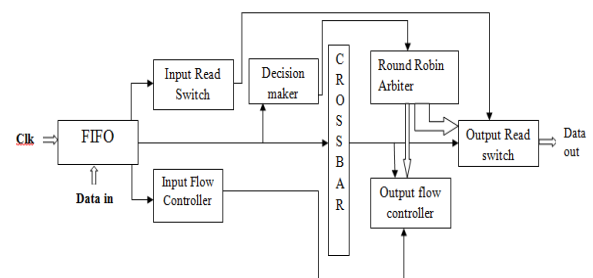 Input Read
Switch
Decision
maker
C
R
O
S
S
B
A
R
Round Robin
Arbiter
Clk
FIFO
Output Read
switch
Data
out
Data in
Input Flow
Controller
Output flow
controller